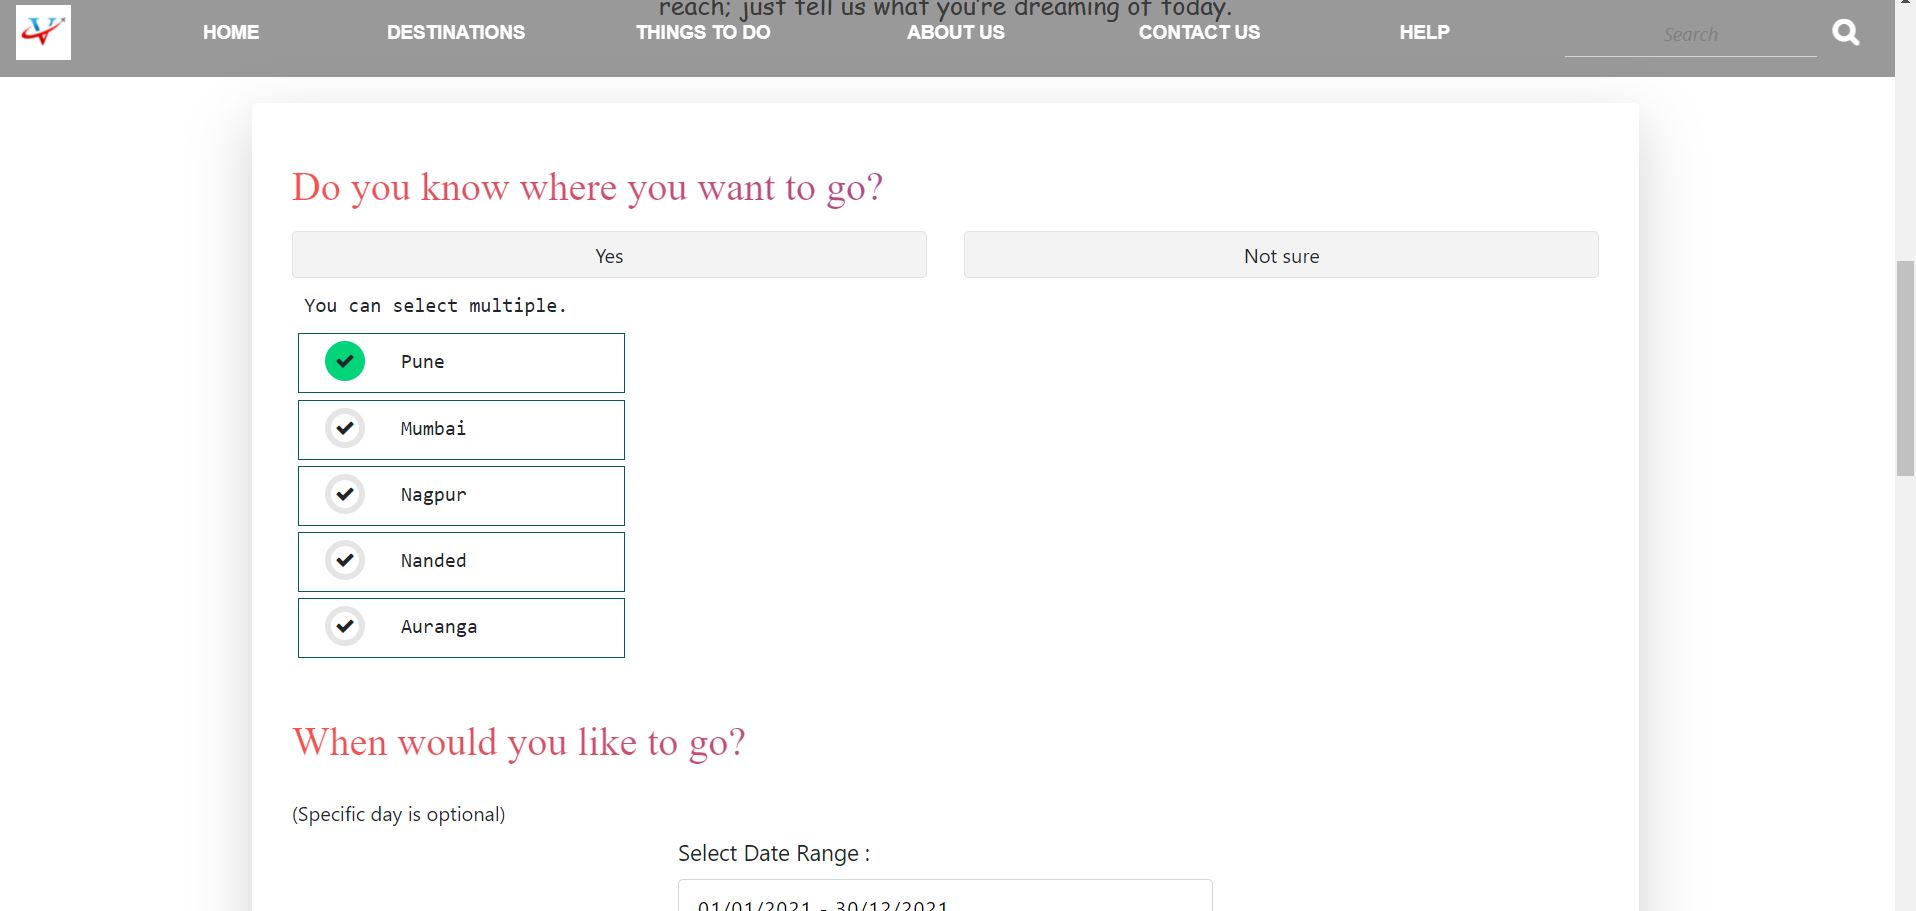 reach; just tell us what you're dreaming of today.
HOME DESTINATIONS THINGS TO DO ABOUT US CONTACT US HELP Search
Do you know where you want to go?
Yes Not sure
You can select multiple.
Pune
Mumbai
Nagpur
Nanded
Auranga
When would you like to go?
(Specific day is optional)
Select Date Range :
01/01/2021 - 30/12/2021